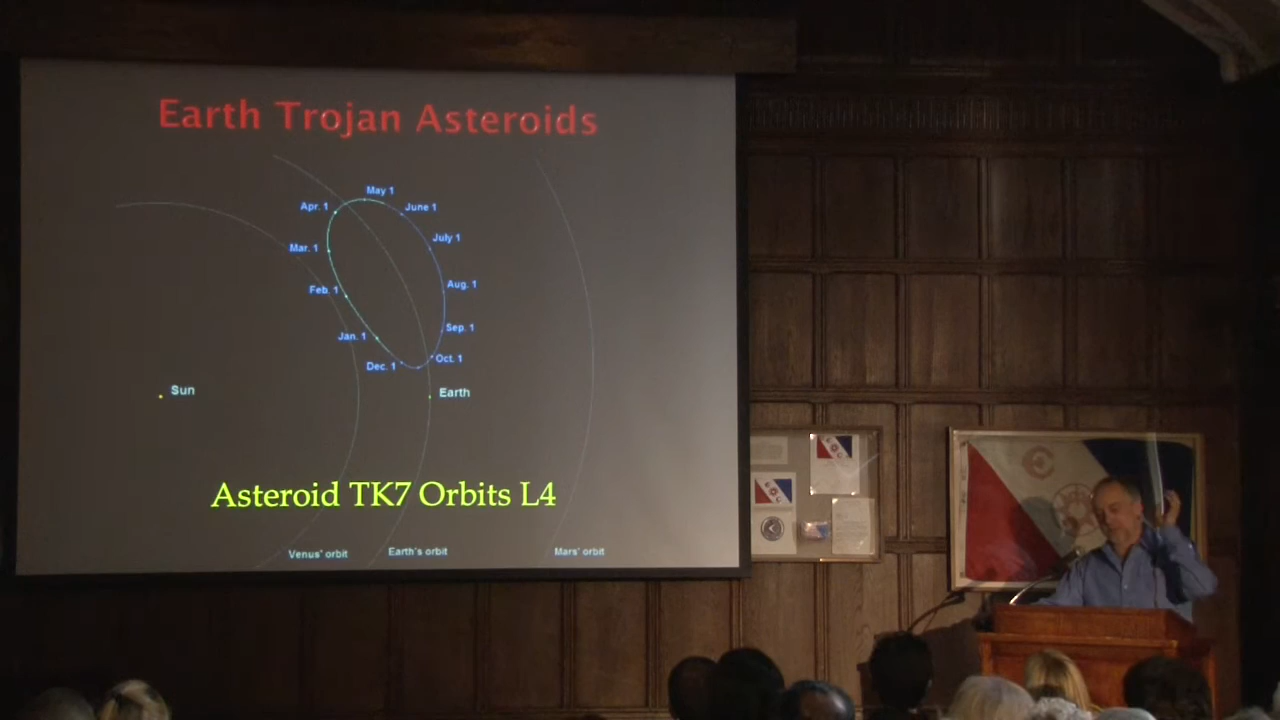 Earth Trojan Asteroids
May 1
Apr. 1
June 1
July 1
Mar. 1
Aug. 1
Feb. 1
Sep. 1
Jan. 1
Oct. 1
Dec. 1
Sun
Earth
Asteroid TK7 Orbits L4
Venus' orbit
Earth's orbit
Mars' orbit